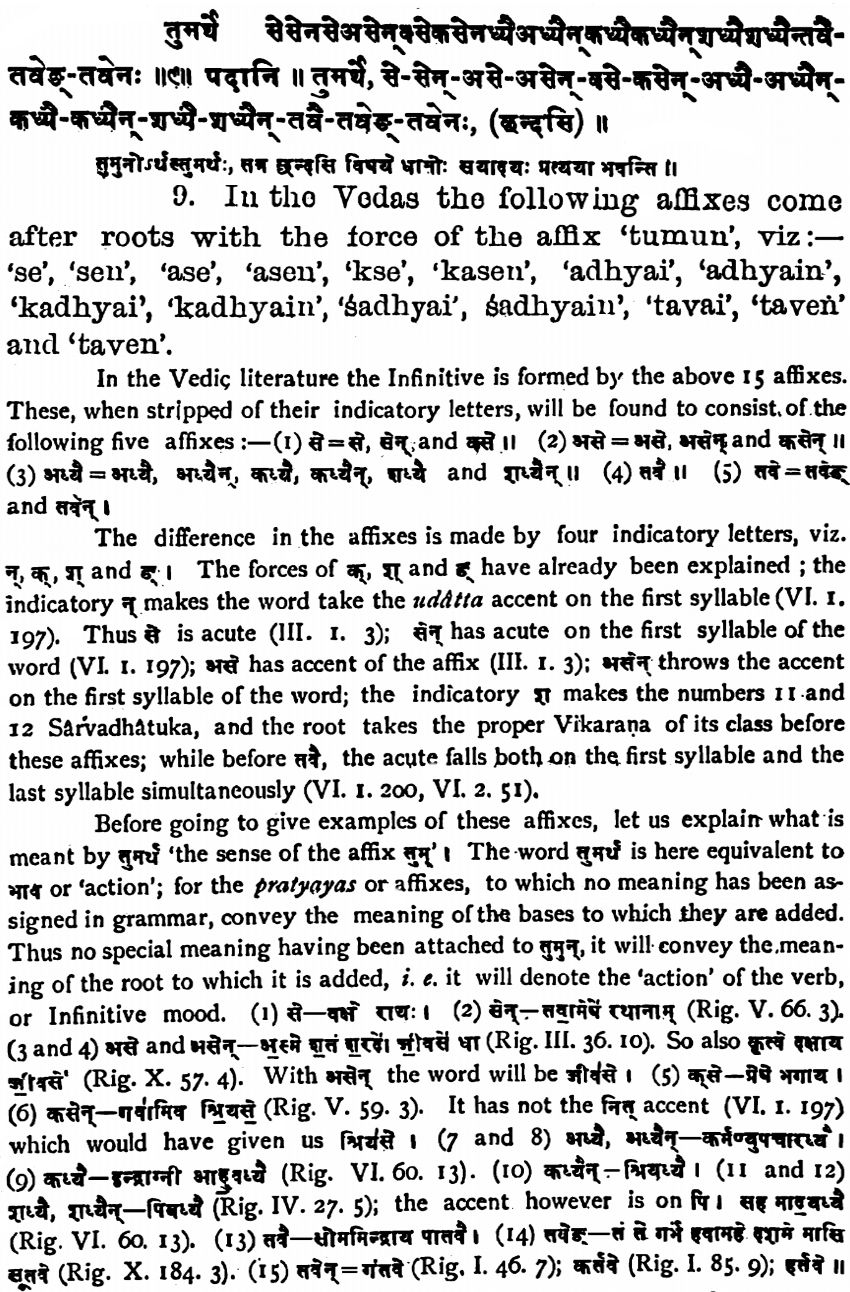 तुमर्थे सेसेनसेअसेन्क्सेकसेनध्यैअध्यैन्कध्यैकध्यैन्शध्यैशध्यैन्तवै-
तवेङ्-तवेनः ॥९॥ पदानि ॥ तुमर्थे, से-सेन्-असे-असेन्-क्से-कसेन्-अध्यै-अध्यैन्-
कध्यै-कध्यैन्-शध्यै-शध्यैन्-तवै-तवेङ्-तवेनः, (छन्दसि) ॥
तुमुनोऽर्थस्तुमर्थः, तत्र छन्दसि विषये धातोः सयादयः प्रत्यया भवन्ति ॥
9. In the Vedas the following affixes come
after roots with the force of the affix ‘tumun’, viz :—
‘se’, ‘sen’, ‘ase’, ‘asen’, ‘kse’, ‘kasen’, ‘adhyai’, ‘adhyain’,
‘kadhyai’, ‘kadhyain’, ‘śadhyai’, śadhyain’, ‘tavai’, ‘taveṅ’
and ‘taven’.
In the Vediç literature the Infinitive is formed by the above 15 affixes.
These, when stripped of their indicatory letters, will be found to consist of the
following five affixes :—(1) से = से, सेन् and क्से ॥ (2) असे = असे, असेन् and कसेन् ॥
(3) अध्यै = अध्यै, अध्यैन्, कध्यै, कध्यैन्, शध्यै and शध्यैन् ॥ (4) तवै ॥ (5) तवे = तवेङ्
and तवेन् ।
The difference in the affixes is made by four indicatory letters, viz.
न्, क्, श् and ङ् । The forces of क्, श् and ङ् have already been explained ; the
indicatory न् makes the word take the udâtta accent on the first syllable (VI. 1.
197). Thus से is acute (III. 1. 3); सेन् has acute on the first syllable of the
word (VI. 1. 197); असे has accent of the affix (III. 1. 3); असेन् throws the accent
on the first syllable of the word; the indicatory श makes the numbers 11 and
12 Sârvadhâtuka, and the root takes the proper Vikaraṇa of its class before
these affixes; while before तवै, the acute falls both on the first syllable and the
last syllable simultaneously (VI. 1. 200, VI. 2. 51).
Before going to give examples of these affixes, let us explain what is
meant by तुमर्थ ‘the sense of the affix तुम्’ । The word तुमर्थ is here equivalent to
भाव or ‘action’; for the pratyayas or affixes, to which no meaning has been as-
signed in grammar, convey the meaning of the bases to which they are added.
Thus no special meaning having been attached to तुमुन्, it will convey the mean-
ing of the root to which it is added, i. e. it will denote the ‘action’ of the verb,
or Infinitive mood. (1) से—वक्षे रायः । (2) सेन्—तवामेषे रथानाम् (Rig. V. 66. 3).
(3 and 4) असे and असेन्—अस्मे शतं शरदो जीवसे धा (Rig. III. 36. 10). So also क्रत्वे दक्षाय
जीवसे (Rig. X. 57. 4). With असेन् the word will be जीवसे । (5) क्से—प्रेषे भगाय ।
(6) कसेन्—गवामिव श्रियसे (Rig. V. 59. 3). It has not the नित् accent (VI. 1. 197)
which would have given us श्रियसे । (7 and 8) अध्यै, अध्यैन्—कर्मण्युपचारध्यै ।
(9) कध्यै—इन्द्राग्नी आहुवध्यै (Rig. VI. 60. 13). (10) कध्यैन्—श्रियध्यै । (11 and 12)
शध्यै, शध्यैन्—पिबध्यै (Rig. IV. 27. 5); the accent however is on पि । सह मादयध्यै
(Rig. VI. 60. 13). (13) तवै—सोममिन्द्राय पातवै । (14) तवेङ्—तं ते गर्भं हवामहे दशमे मासि
सूतवे (Rig. X. 184. 3). (15) तवेन् = गंतवे (Rig. I. 46. 7); कर्तवे (Rig. I. 85. 9); हर्तवे ॥